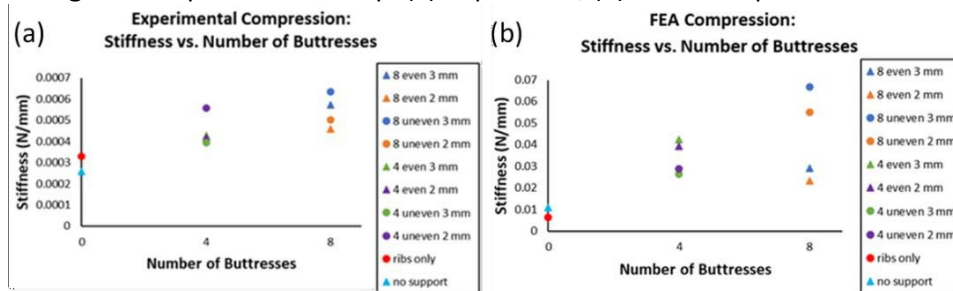 (a)
Experimental Compression:
Stiffness vs. Number of Buttresses
Stiffness (N/mm)
0.0007
0.0006
0.0005
0.0004
0.0003
0.0002
0.0001
0
0 4 8
Number of Buttresses
8 even 3 mm
8 even 2 mm
8 uneven 3 mm
8 uneven 2 mm
4 even 3 mm
4 even 2 mm
4 uneven 3 mm
4 uneven 2 mm
ribs only
no support
(b)
FEA Compression:
Stiffness vs. Number of Buttresses
Stiffness (N/mm)
0.07
0.06
0.05
0.04
0.03
0.02
0.01
0
0 4 8
Number of Buttresses
8 even 3 mm
8 even 2 mm
8 uneven 3 mm
8 uneven 2 mm
4 even 3 mm
4 even 2 mm
4 uneven 3 mm
4 uneven 2 mm
ribs only
no support